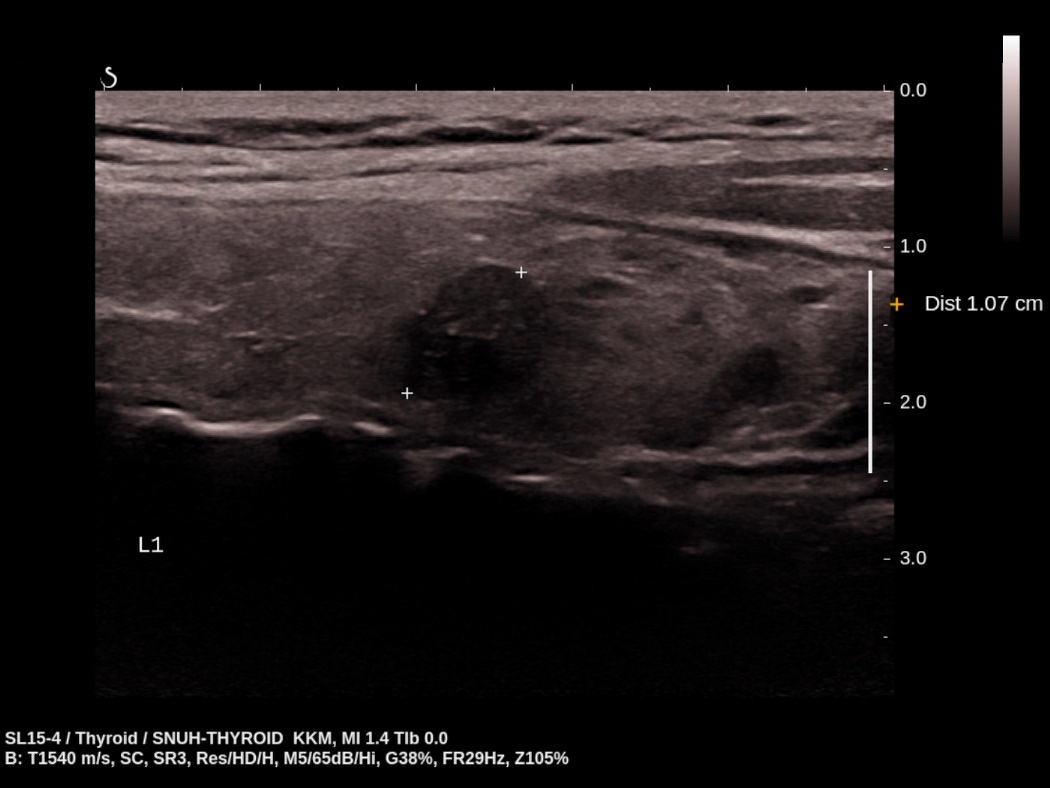 S
0.0
1.0
Dist 1.07 cm
2.0
L1
3.0
SL15-4 / Thyroid / SNUH-THYROID KKM, MI 1.4 TIb 0.0
B: T1540 m/s, SC, SR3, Res/HD/H, M5/65dB/Hi, G38%, FR29Hz, Z105%